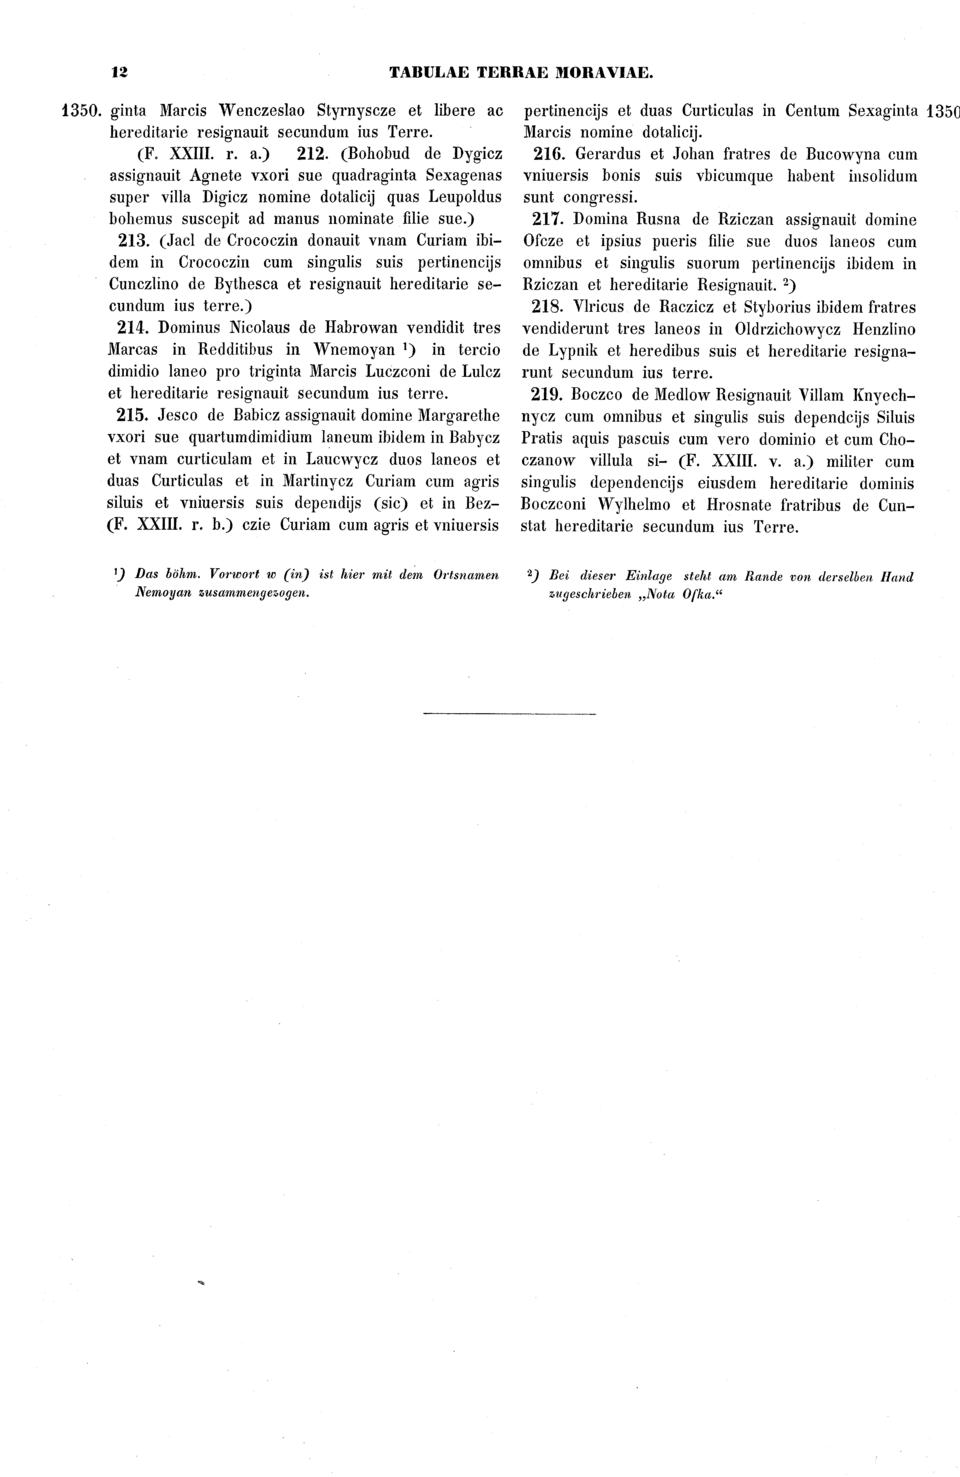 12 TABULAE TERRAE MORAVIAE.
1350. ginta Marcis Wenczeslao Styrnyscze et libere ac
hereditarie resignauit secundum ius Terre.
(F. XXIII. r. a.) 212. (Bohobud de Dygicz
assignauit Agnete vxori sue quadraginta Sexagenas
super villa Digicz nomine dotalicij quas Leupoldus
bohemus suscepit ad manus nominate filie sue.)
213. (Jacl de Crococzin donauit vnam Curiam ibi-
dem in Crococzin cum singulis suis pertinencijs
Cunczlino de Bythesca et resignauit hereditarie se-
cundum ius terre.)
214. Dominus Nicolaus de Habrowan vendidit tres
Marcas in Redditibus in Wnemoyan ¹) in tercio
dimidio laneo pro triginta Marcis Luczconi de Lulcz
et hereditarie resignauit secundum ius terre.
215. Jesco de Babicz assignauit domine Margarethe
vxori sue quartumdimidium laneum ibidem in Babycz
et vnam curticulam et in Laucwycz duos laneos et
duas Curticulas et in Martinycz Curiam cum agris
siluis et vniuersis suis dependijs (sic) et in Bez-
(F. XXIII. r. b.) czie Curiam cum agris et vniuersis
¹) Das böhm. Vorwort w (in) ist hier mit dem Ortsnamen
Nemoyan zusammengezogen.
pertinencijs et duas Curticulas in Centum Sexaginta 1350
Marcis nomine dotalicij.
216. Gerardus et Johan fratres de Bucowyna cum
vniuersis bonis suis vbicumque habent insolidum
sunt congressi.
217. Domina Rusna de Rziczan assignauit domine
Ofcze et ipsius pueris filie sue duos laneos cum
omnibus et singulis suorum pertinencijs ibidem in
Rziczan et hereditarie Resignauit. ²)
218. Vlricus de Raczicz et Styborius ibidem fratres
vendiderunt tres laneos in Oldrzichowycz Henzlino
de Lypnik et heredibus suis et hereditarie resigna-
runt secundum ius terre.
219. Boczco de Medlow Resignauit Villam Knyech-
nycz cum omnibus et singulis suis dependcijs Siluis
Pratis aquis pascuis cum vero dominio et cum Cho-
czanow villula si- (F. XXIII. v. a.) militer cum
singulis dependencijs eiusdem hereditarie dominis
Boczconi Wylhelmo et Hrosnate fratribus de Cun-
stat hereditarie secundum ius Terre.
²) Bei dieser Einlage steht am Rande von derselben Hand
zugeschrieben „Nota Ofka.“